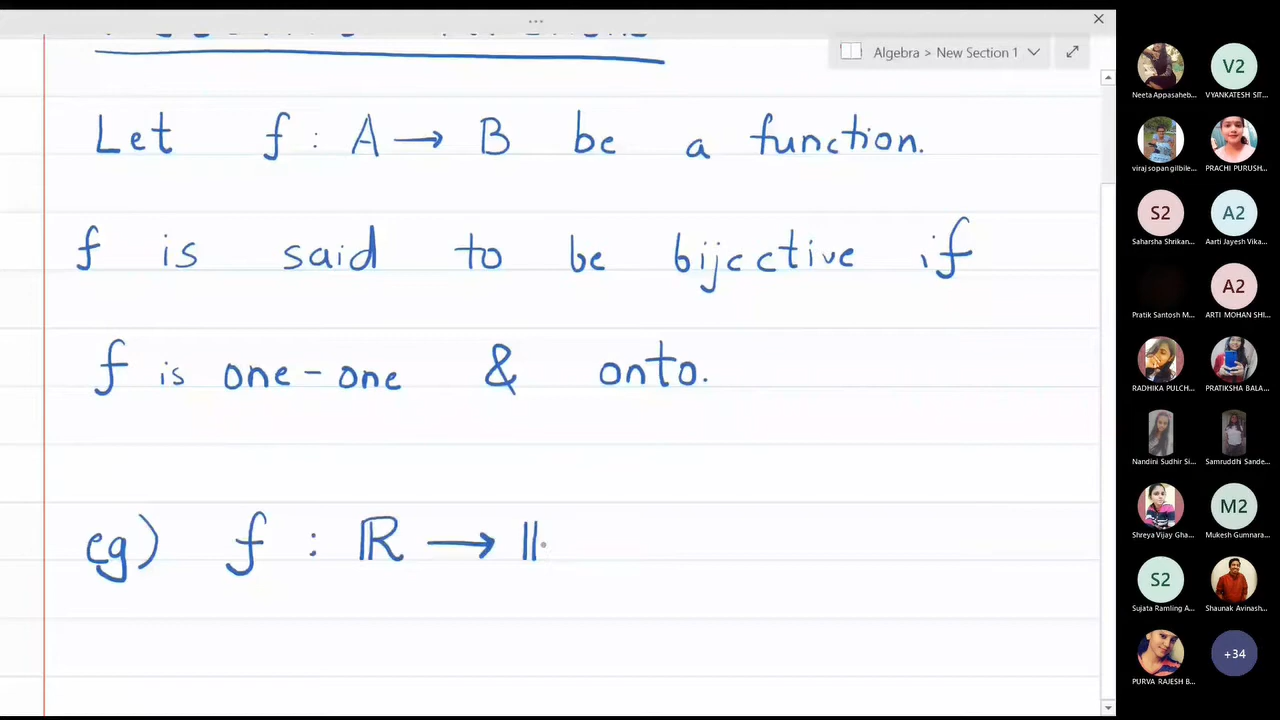 Algebra > New Section 1
Let f : A → B be a function.
f is said to be bijective if
f is one-one & onto.
eg) f : ℝ → ||
Neeta Appasaheb...
V2
VYANKATESH SIT...
viraj sopan gilbile...
PRACHI PURUSH...
S2
Saharsha Shrikan...
A2
Aarti Jayesh Vika...
Pratik Santosh M...
A2
ARTI MOHAN SHI...
RADHIKA PULCH...
PRATIKSHA BALA...
Nandini Sudhir Si...
Samruddhi Sande...
Shreya Vijay Gha...
M2
Mukesh Gumnara...
S2
Sujata Ramling A...
Shaunak Avinash...
PURVA RAJESH B...
+34